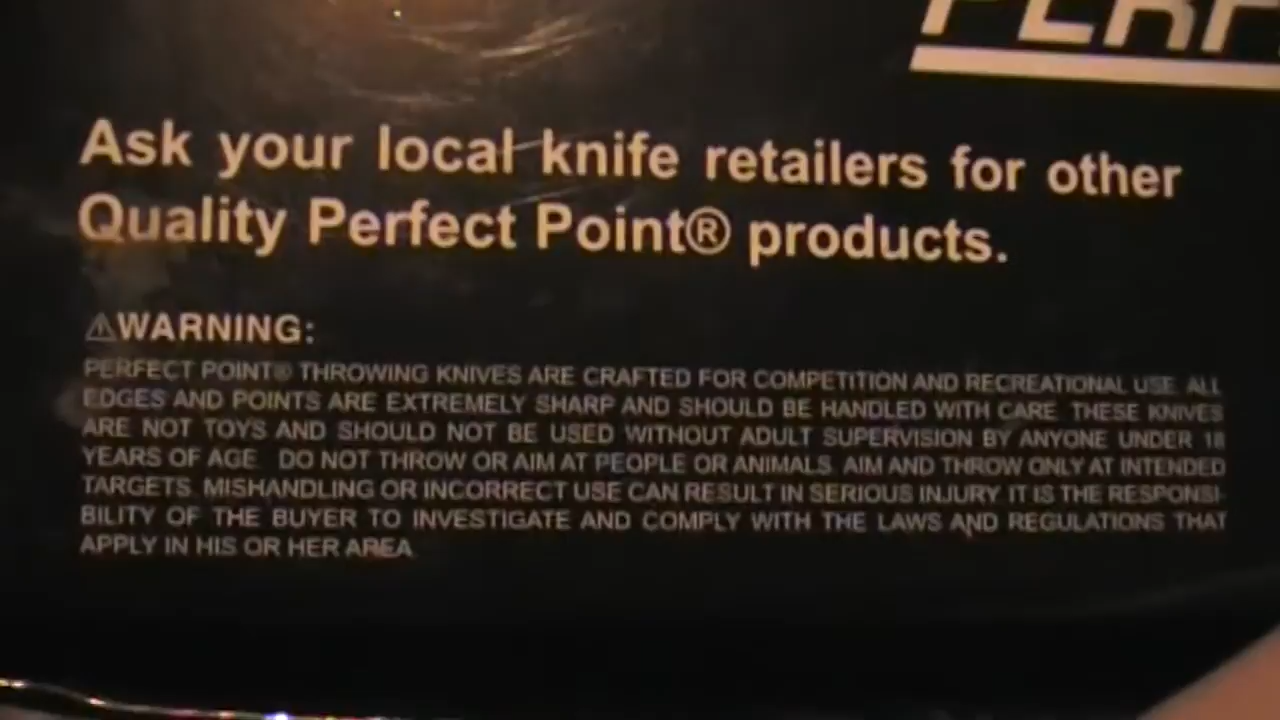 PERF
Ask your local knife retailers for other
Quality Perfect Point® products.
⚠WARNING:
PERFECT POINT® THROWING KNIVES ARE CRAFTED FOR COMPETITION AND RECREATIONAL USE. ALL
EDGES AND POINTS ARE EXTREMELY SHARP AND SHOULD BE HANDLED WITH CARE. THESE KNIVES
ARE NOT TOYS AND SHOULD NOT BE USED WITHOUT ADULT SUPERVISION BY ANYONE UNDER 18
YEARS OF AGE. DO NOT THROW OR AIM AT PEOPLE OR ANIMALS. AIM AND THROW ONLY AT INTENDED
TARGETS. MISHANDLING OR INCORRECT USE CAN RESULT IN SERIOUS INJURY. IT IS THE RESPONSI-
BILITY OF THE BUYER TO INVESTIGATE AND COMPLY WITH THE LAWS AND REGULATIONS THAT
APPLY IN HIS OR HER AREA.